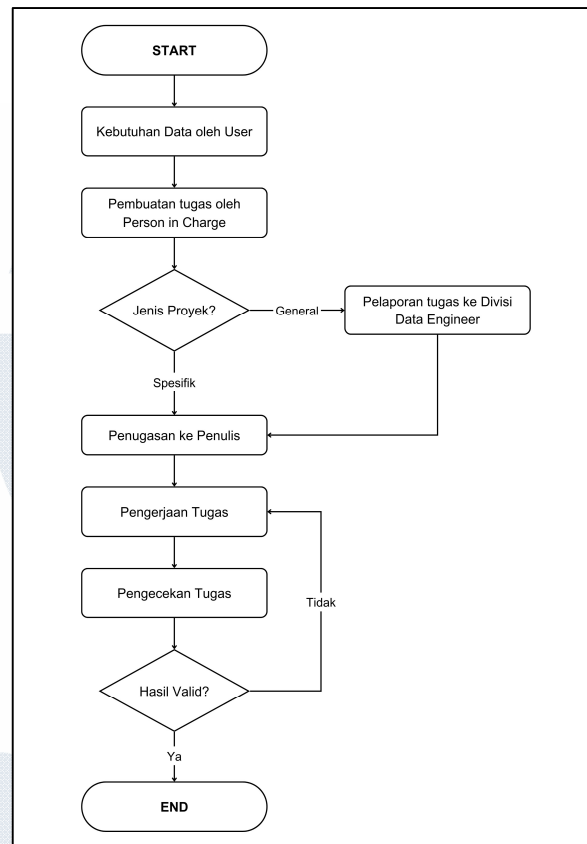 START
Kebutuhan Data oleh User
Pembuatan tugas oleh
Person in Charge
Jenis Proyek?
General
Pelaporan tugas ke Divisi
Data Engineer
Spesifik
Penugasan ke Penulis
Pengerjaan Tugas
Pengecekan Tugas
Tidak
Hasil Valid?
Ya
END